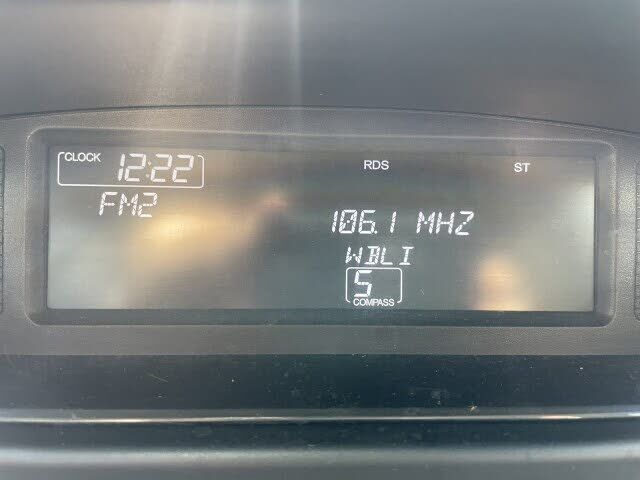 CLOCK 12:22 RDS ST
FM2
106.1 MHZ
WBLI
S
COMPASS